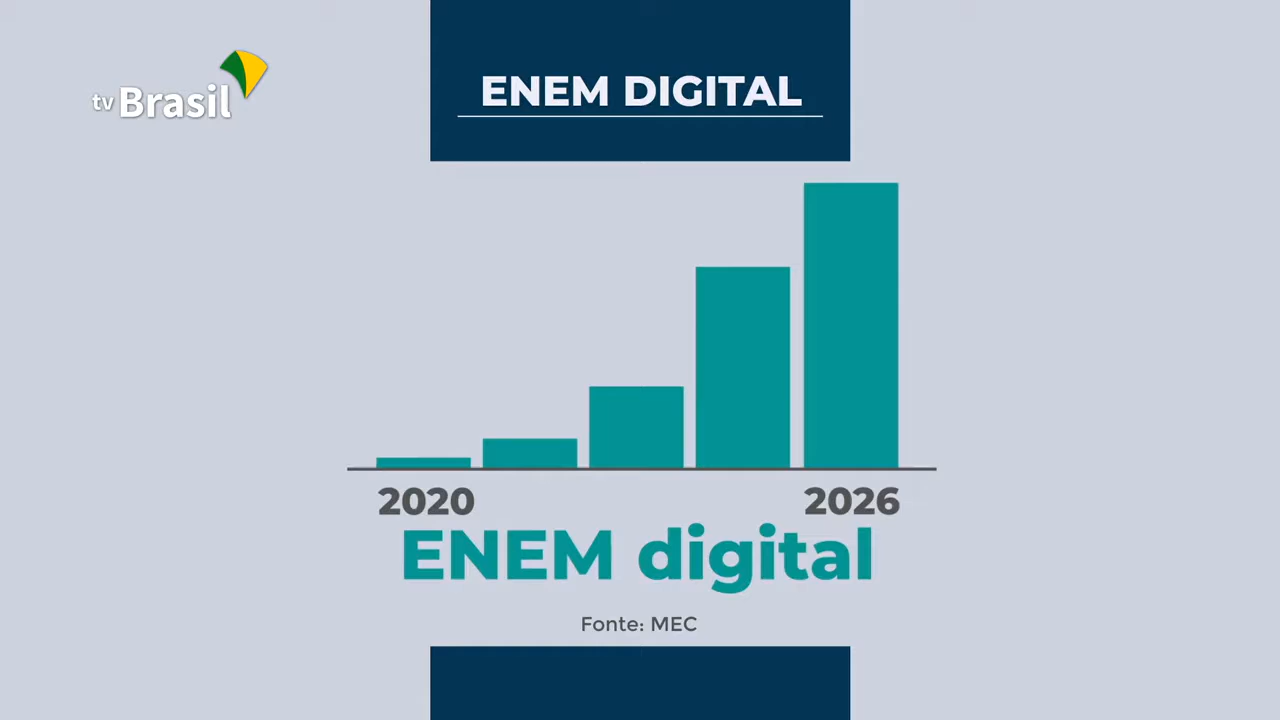 tv Brasil
ENEM DIGITAL
2020
2026
ENEM digital
Fonte: MEC